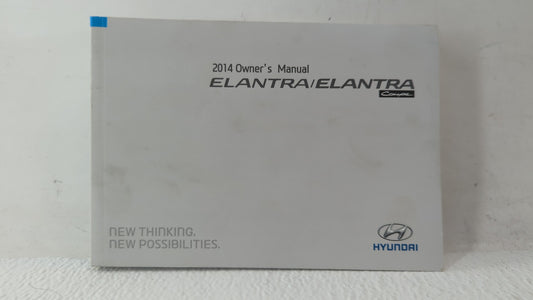 2014 Owner's Manual
ELANTRA/ELANTRA
Coupe
NEW THINKING.
NEW POSSIBILITIES.
HYUNDAI